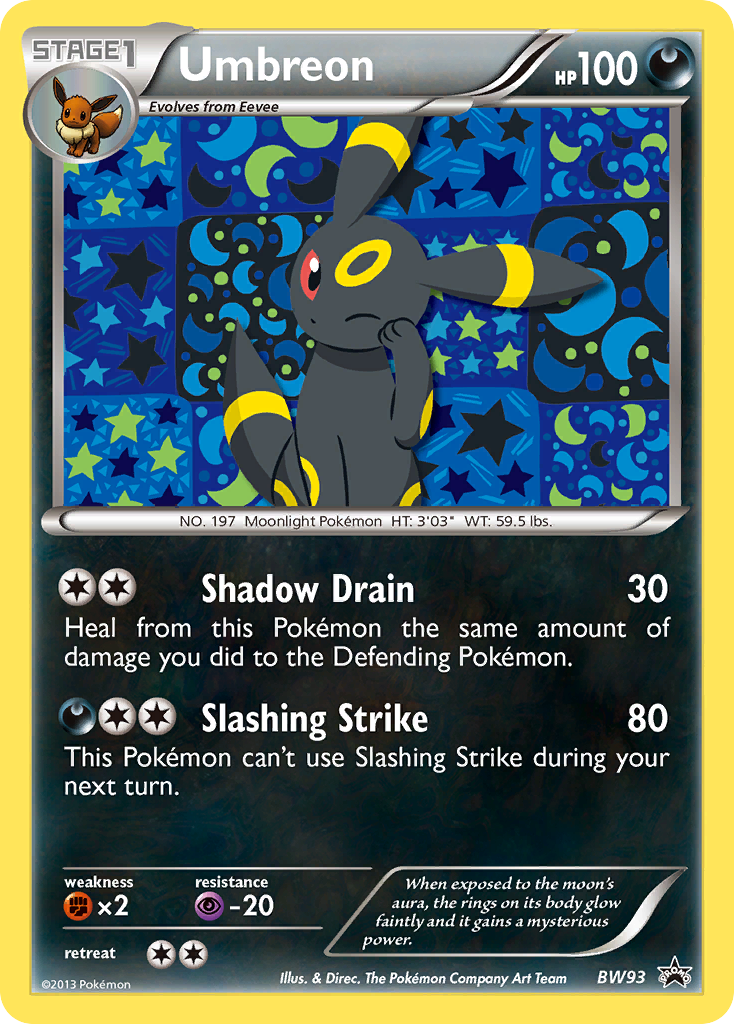 STAGE1
Umbreon
HP100
Evolves from Eevee
NO. 197 Moonlight Pokémon HT: 3'03" WT: 59.5 lbs.
Shadow Drain 30
Heal from this Pokémon the same amount of
damage you did to the Defending Pokémon.
Slashing Strike 80
This Pokémon can't use Slashing Strike during your
next turn.
weakness
×2
resistance
-20
retreat
When exposed to the moon's
aura, the rings on its body glow
faintly and it gains a mysterious
power.
©2013 Pokémon
Illus. & Direc. The Pokémon Company Art Team
BW93
PROMO